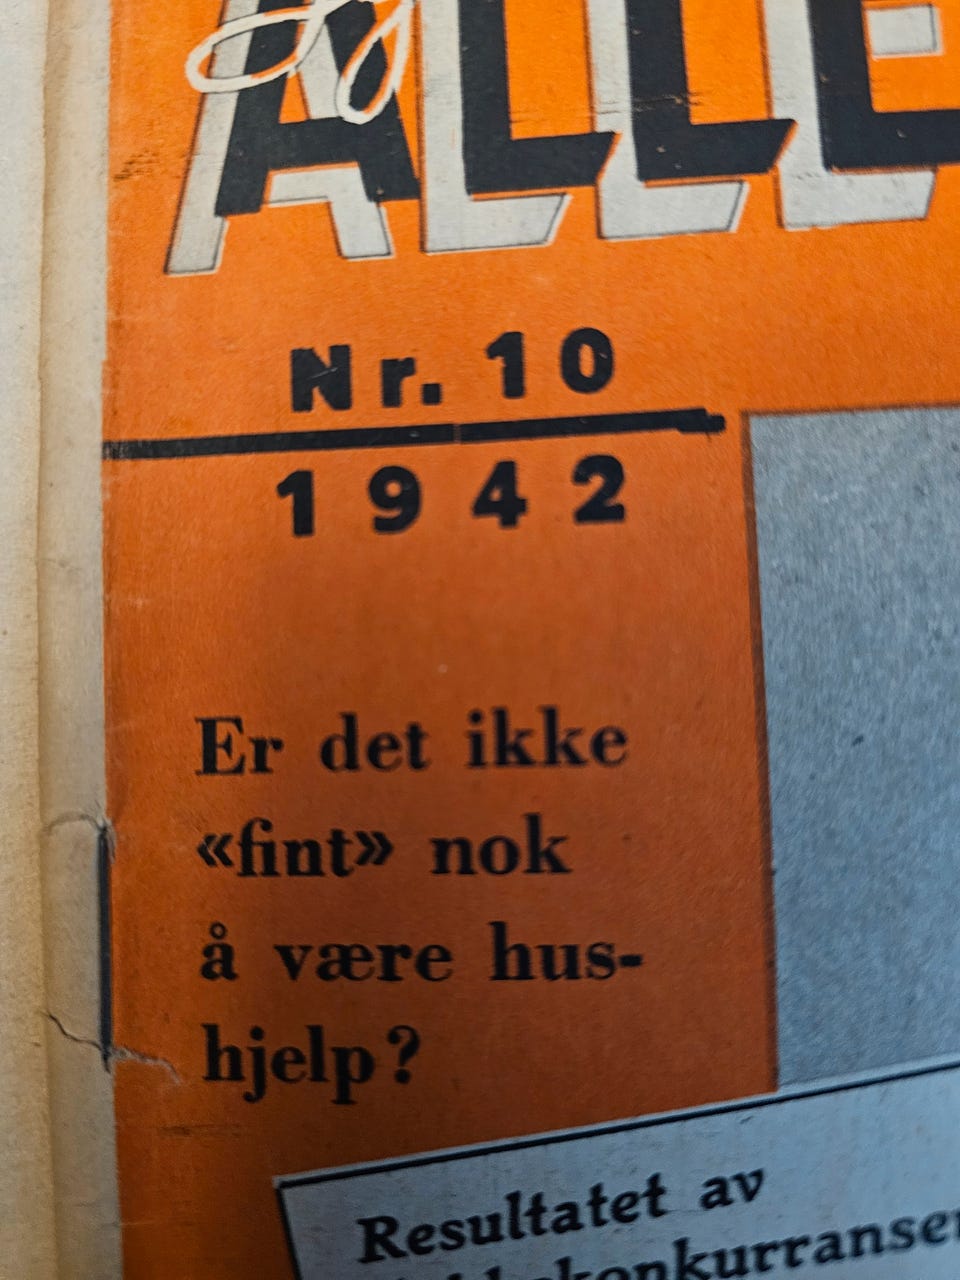 ALLE
Nr. 10
1942
Er det ikke
«fint» nok
å være hus-
hjelp?
Resultatet av